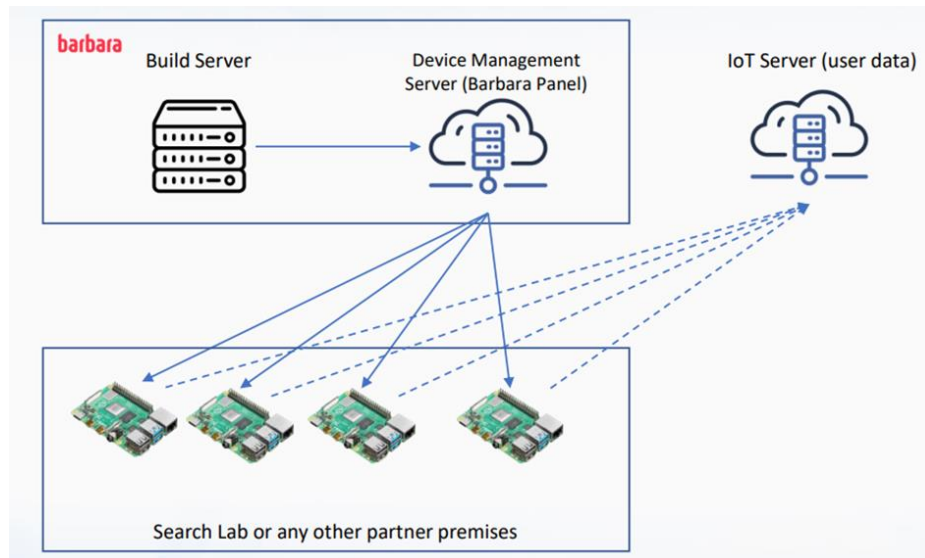 barbara
Build Server
Device Management
Server (Barbara Panel)
IoT Server (user data)
Search Lab or any other partner premises